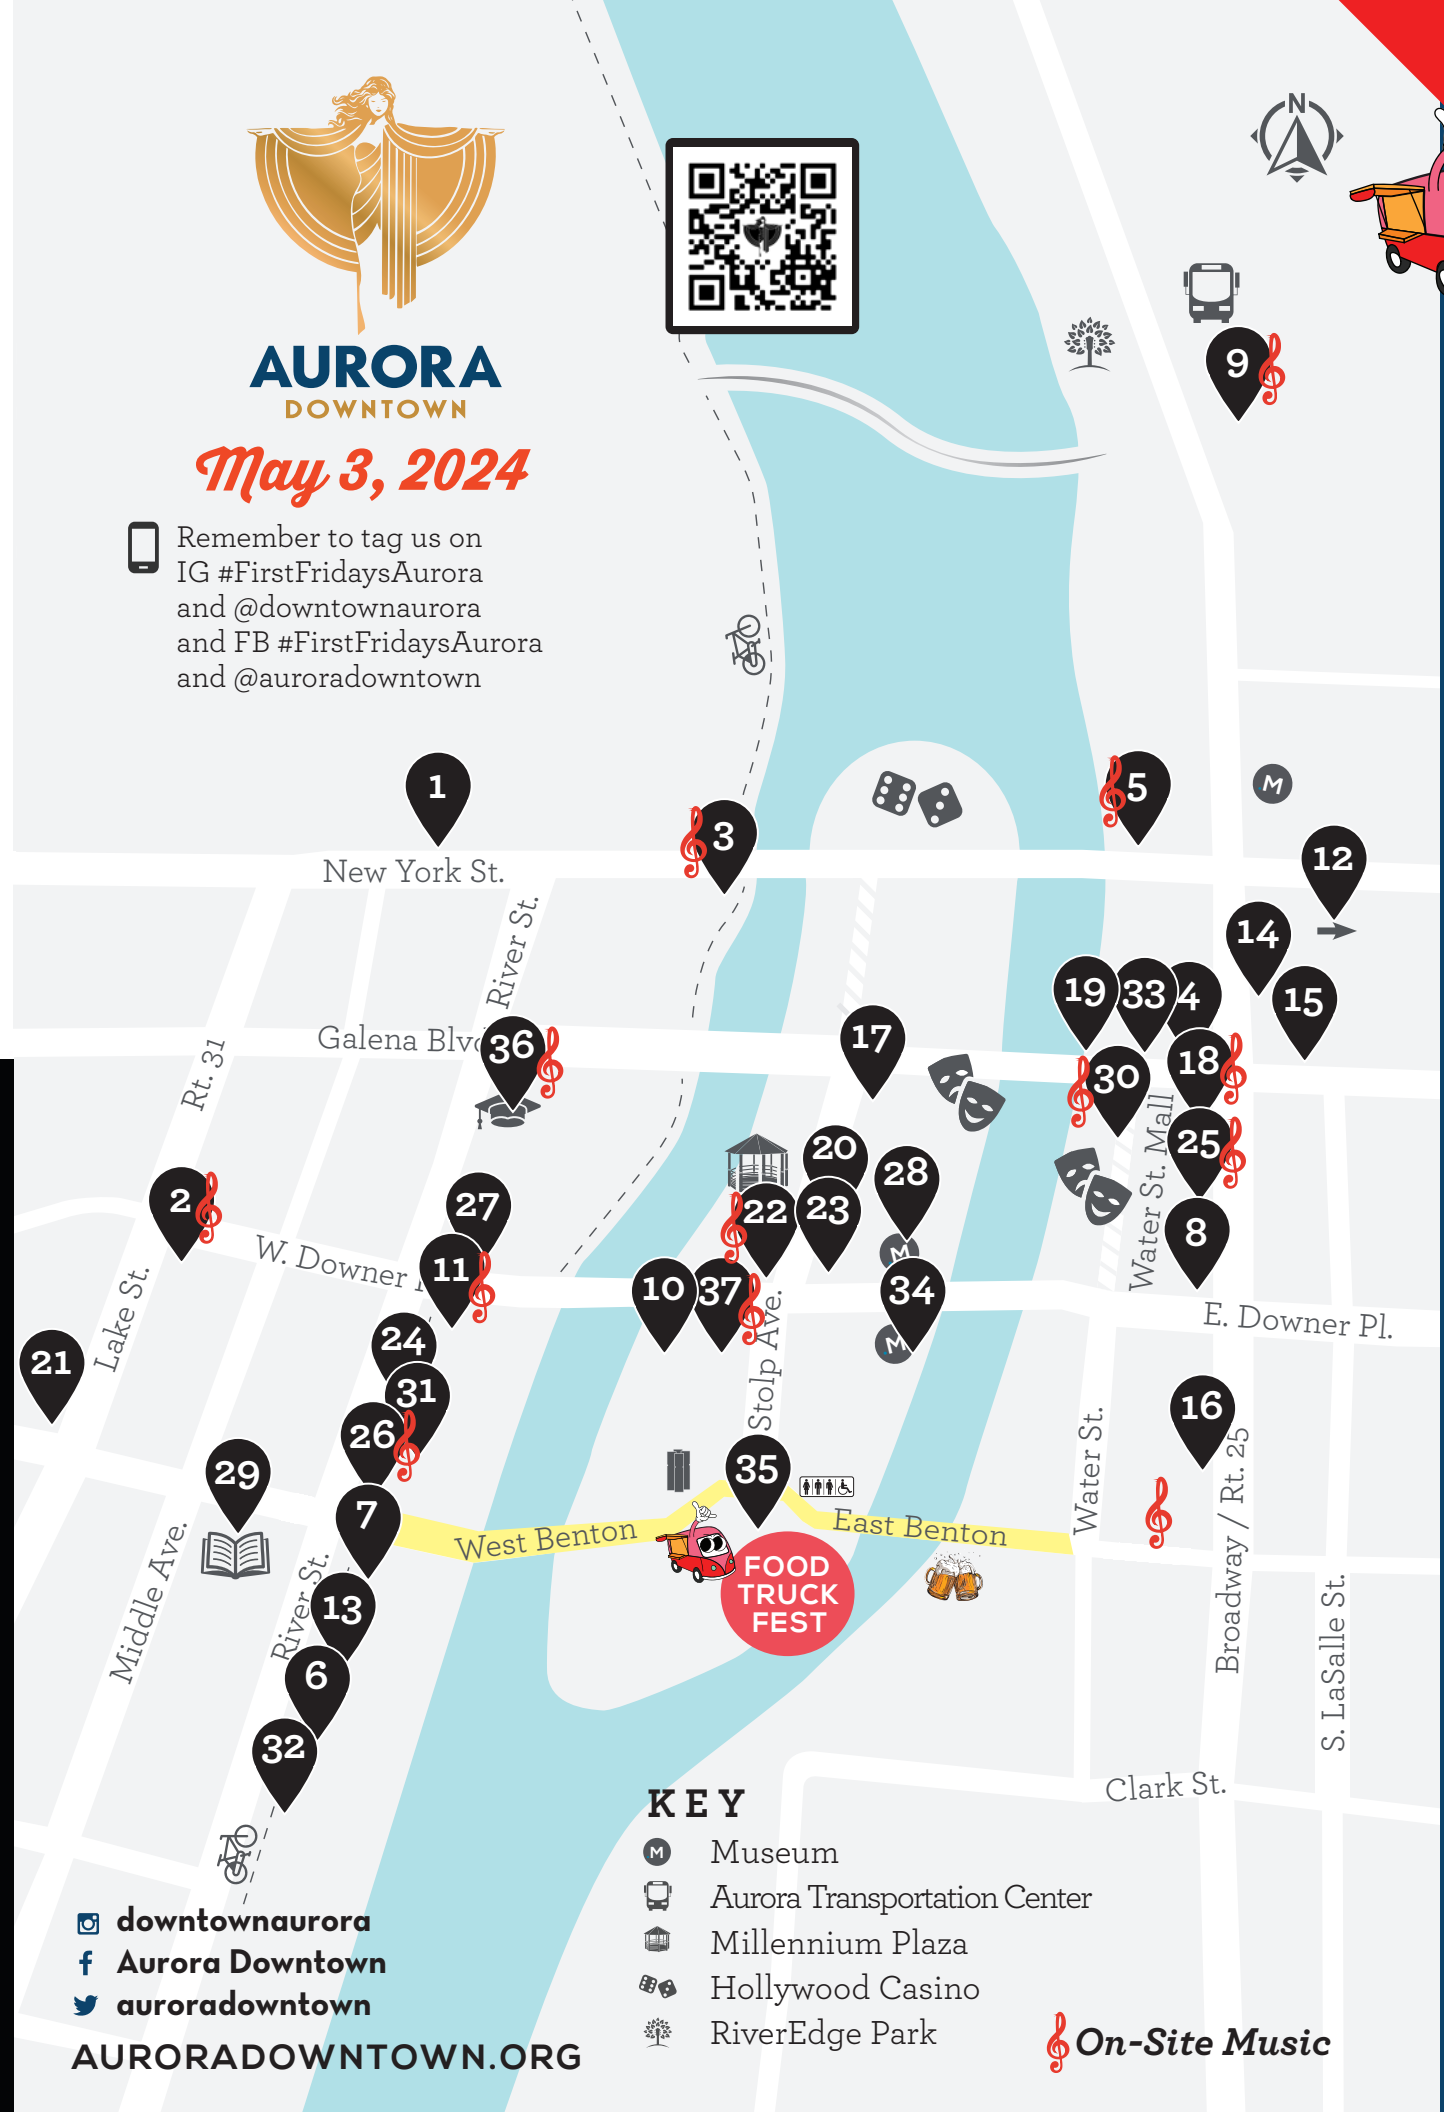 N
AURORA
DOWNTOWN
May 3, 2024
Remember to tag us on
IG #FirstFridaysAurora
and @downtownaurora
and FB #FirstFridaysAurora
and @auroradowntown
9
1
3
5
M
12
New York St.
River St.
14
15
19
33
4
Galena Blv
36
17
30
18
Rt. 31
Water St. Mall
25
20
28
2
27
22
23
8
W. Downer
11
M
10
37
34
E. Downer Pl.
Lake St.
24
Stolp Ave.
M
21
31
16
26
29
35
Water St.
Broadway / Rt. 25
7
West Benton
East Benton
FOOD
TRUCK
FEST
Middle Ave.
River St.
13
S. LaSalle St.
6
32
Clark St.
KEY
M Museum
Aurora Transportation Center
Millennium Plaza
Hollywood Casino
RiverEdge Park
On-Site Music
downtownaurora
Aurora Downtown
auroradowntown
AURORADOWNTOWN.ORG